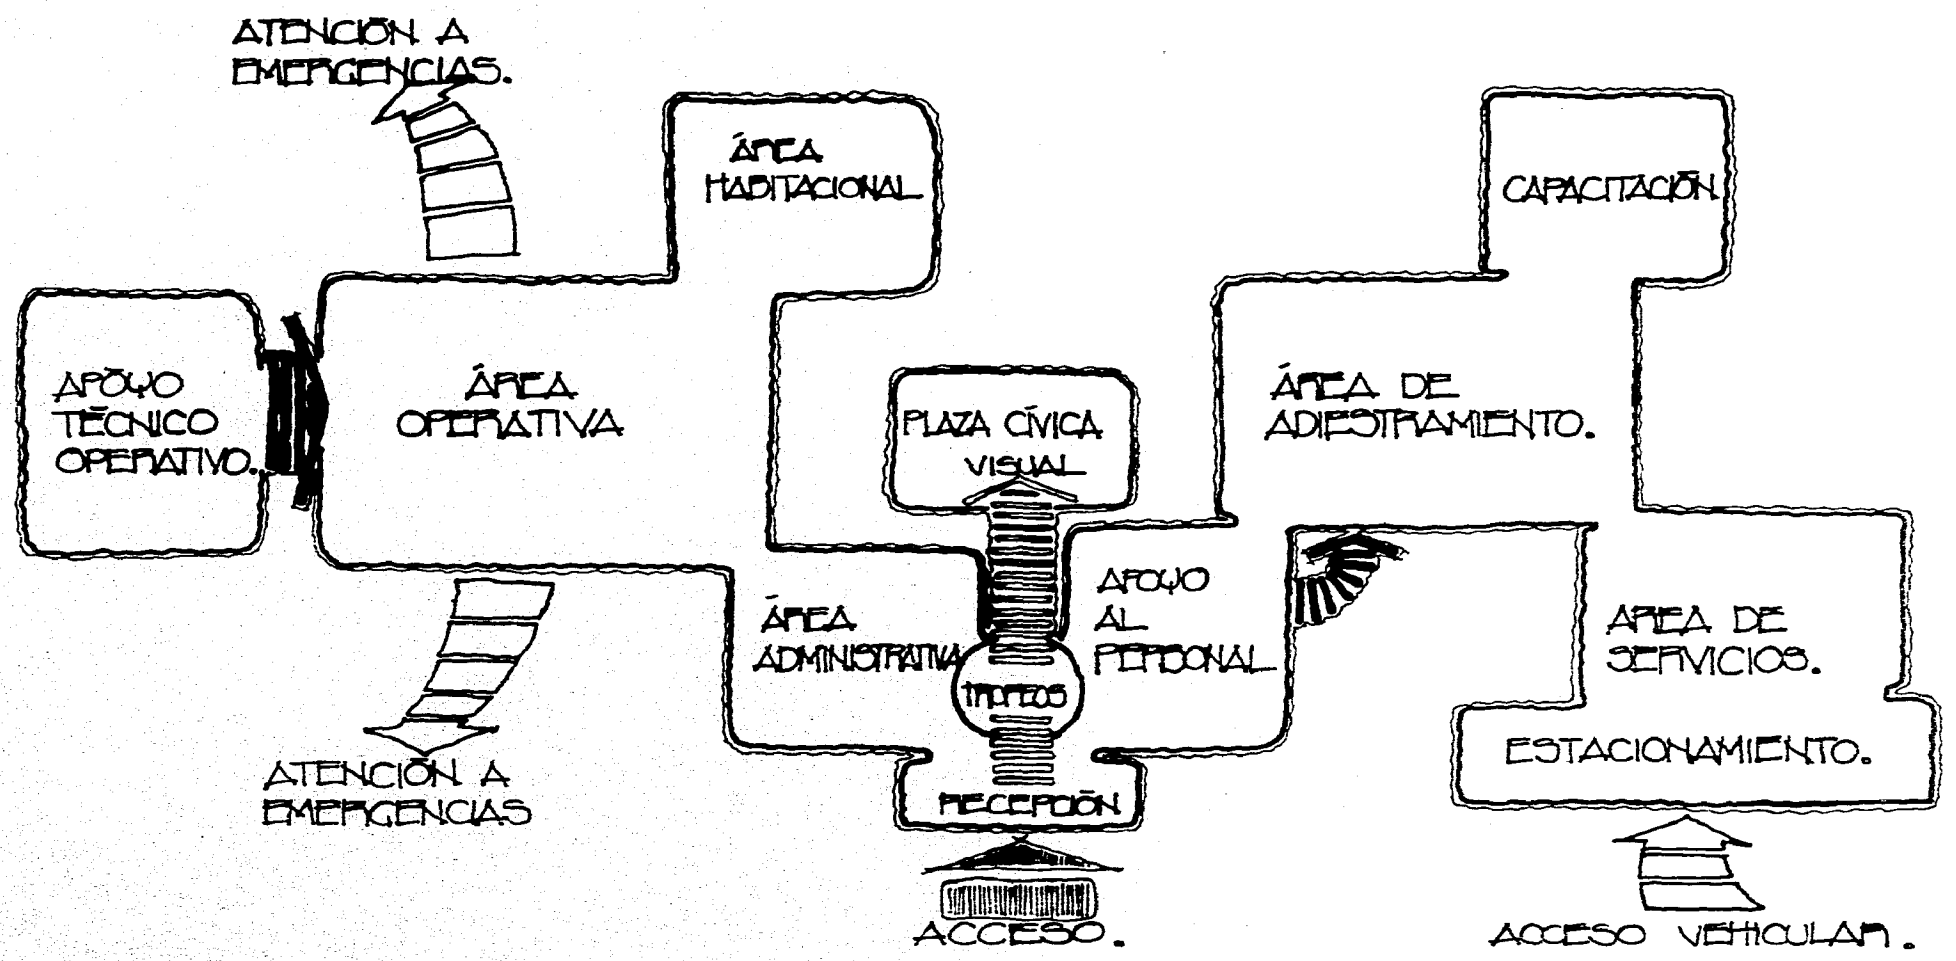 ATENCIÓN A
EMERGENCIAS.
ÁREA
HABITACIONAL
CAPACITACIÓN
APOYO
TÉCNICO
OPERATIVO.
ÁREA
OPERATIVA
PLAZA CÍVICA
VISUAL
ÁREA DE
ADIESTRAMIENTO.
ÁREA
ADMINISTRATIVA
TROFEOS
APOYO
AL
PERSONAL
AREA DE
SERVICIOS.
ESTACIONAMIENTO.
ATENCIÓN A
EMERGENCIAS
RECEPCIÓN
ACCESO.
ACCESO VEHICULAR.